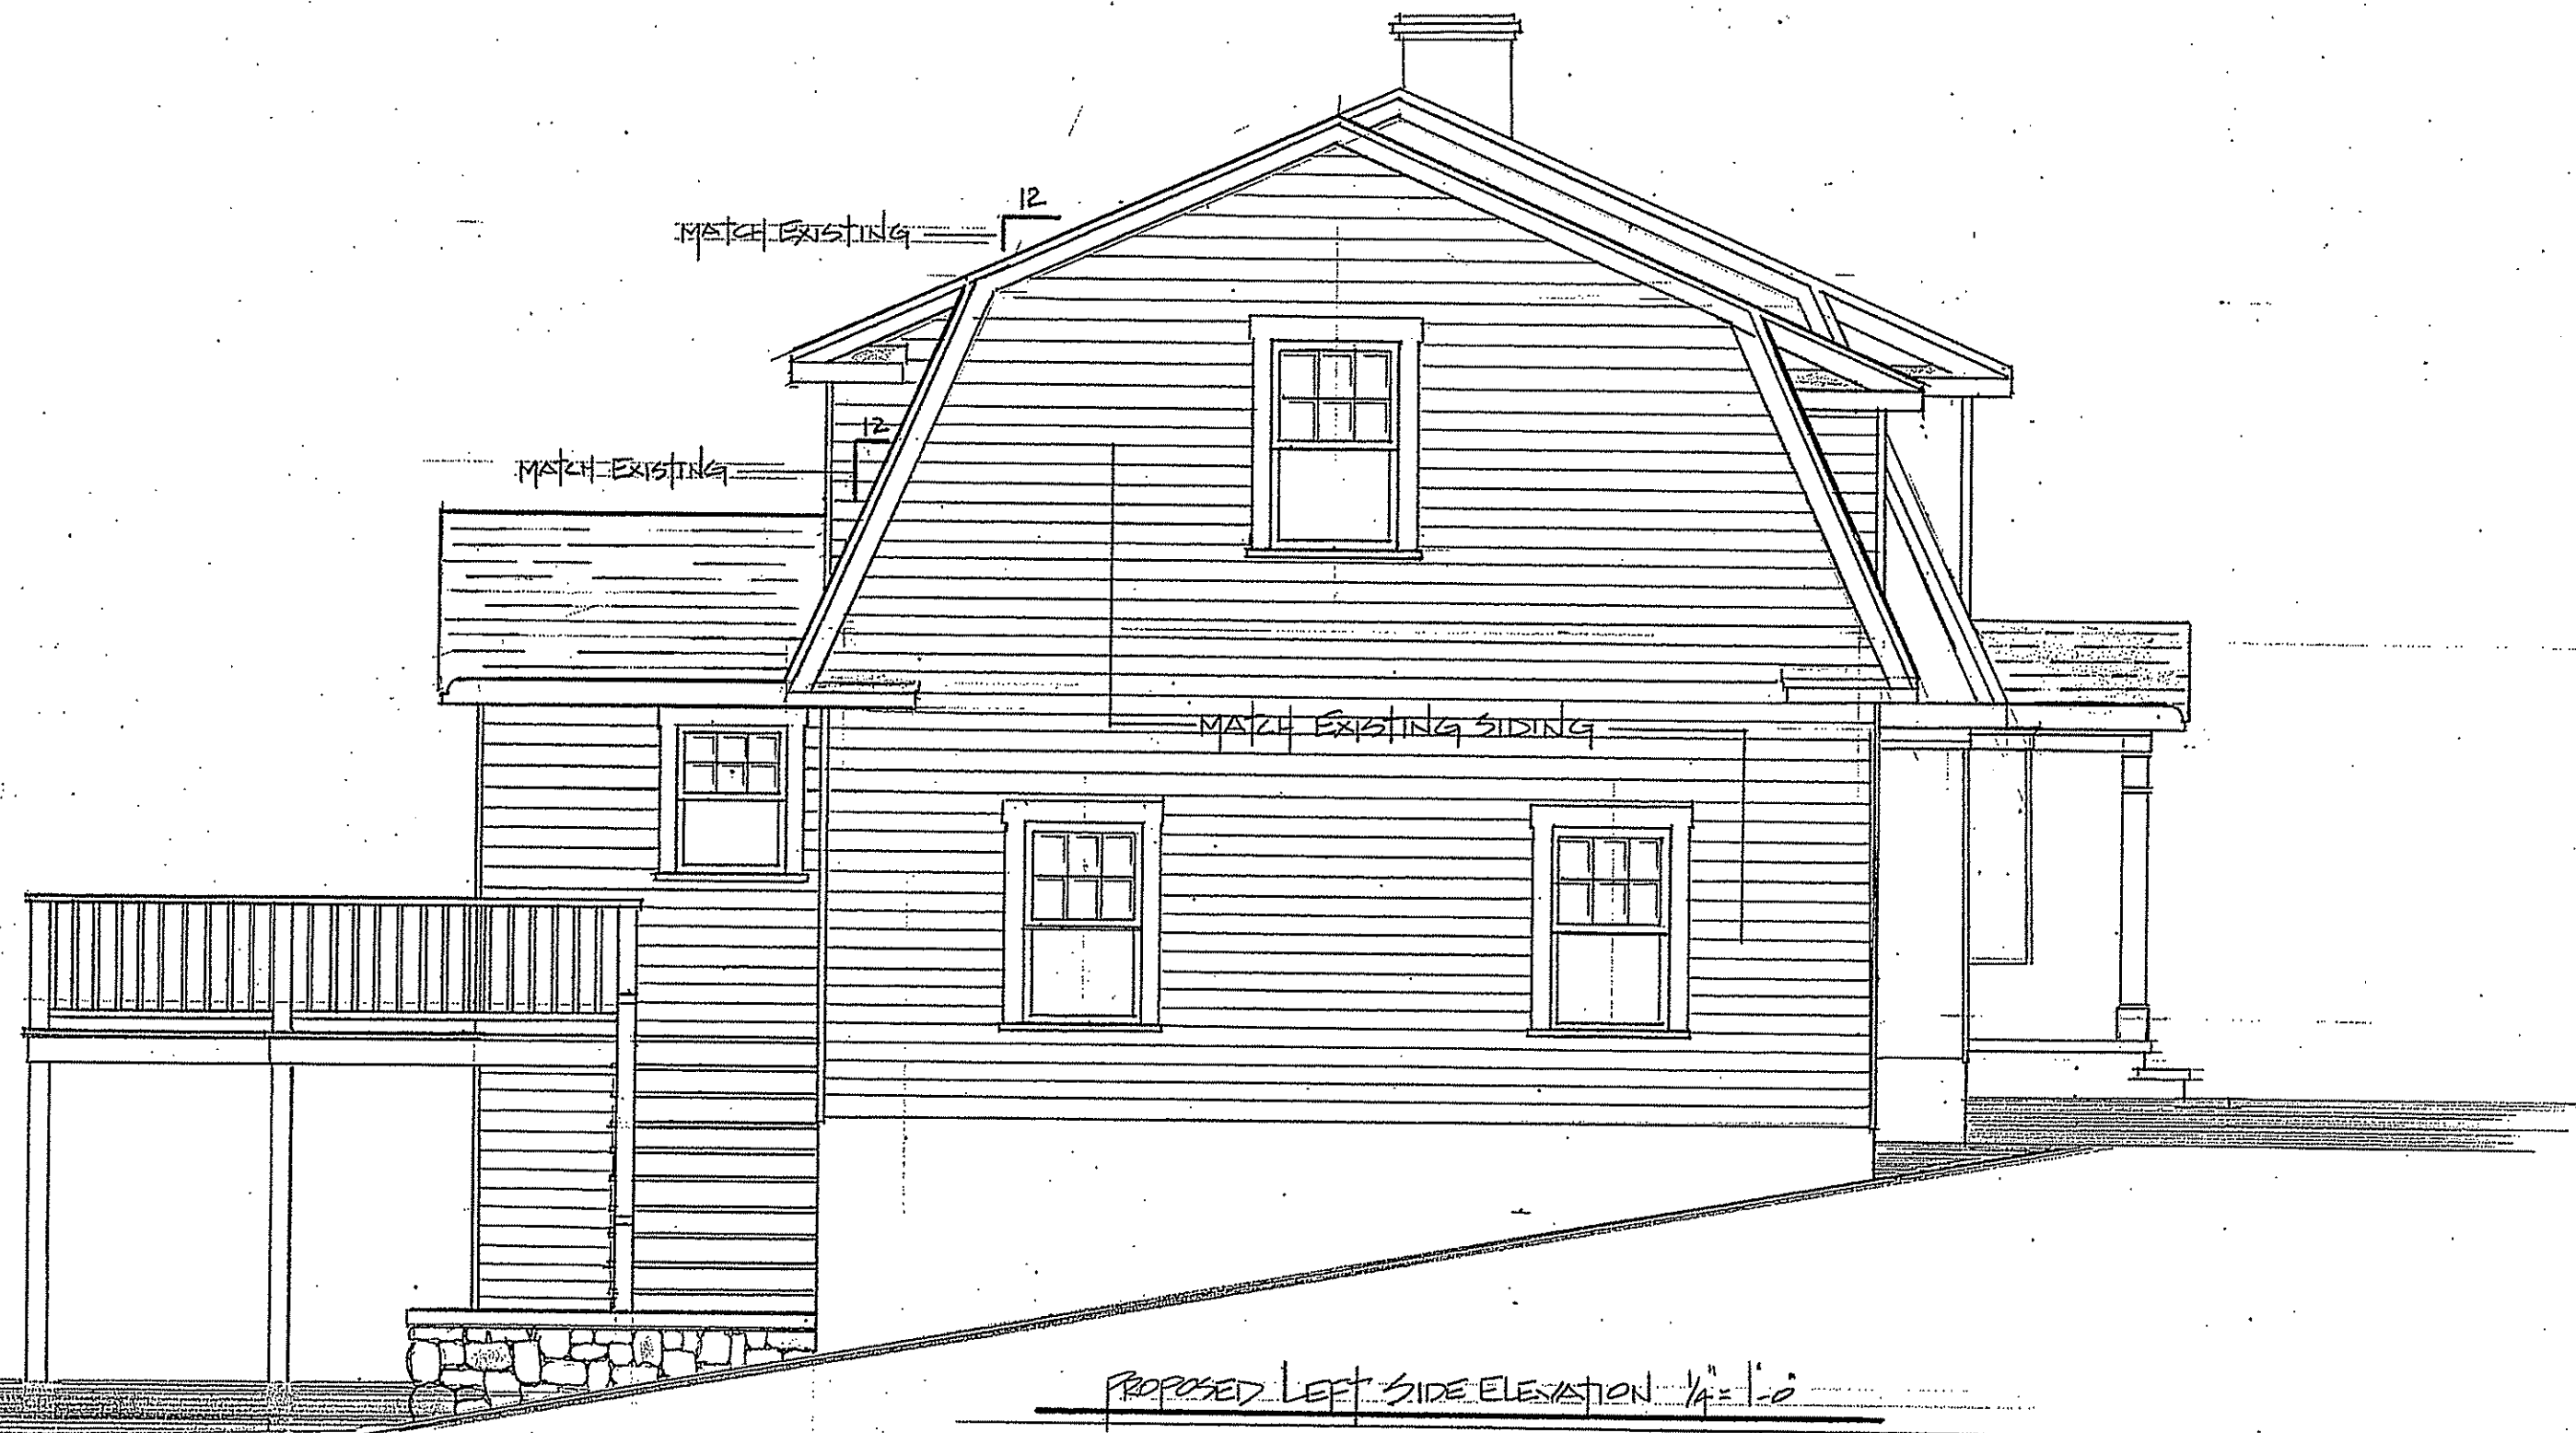 12
MATCH EXISTING
12
MATCH EXISTING
MATCH EXISTING SIDING
PROPOSED LEFT SIDE ELEVATION 1/4" = 1'-0"